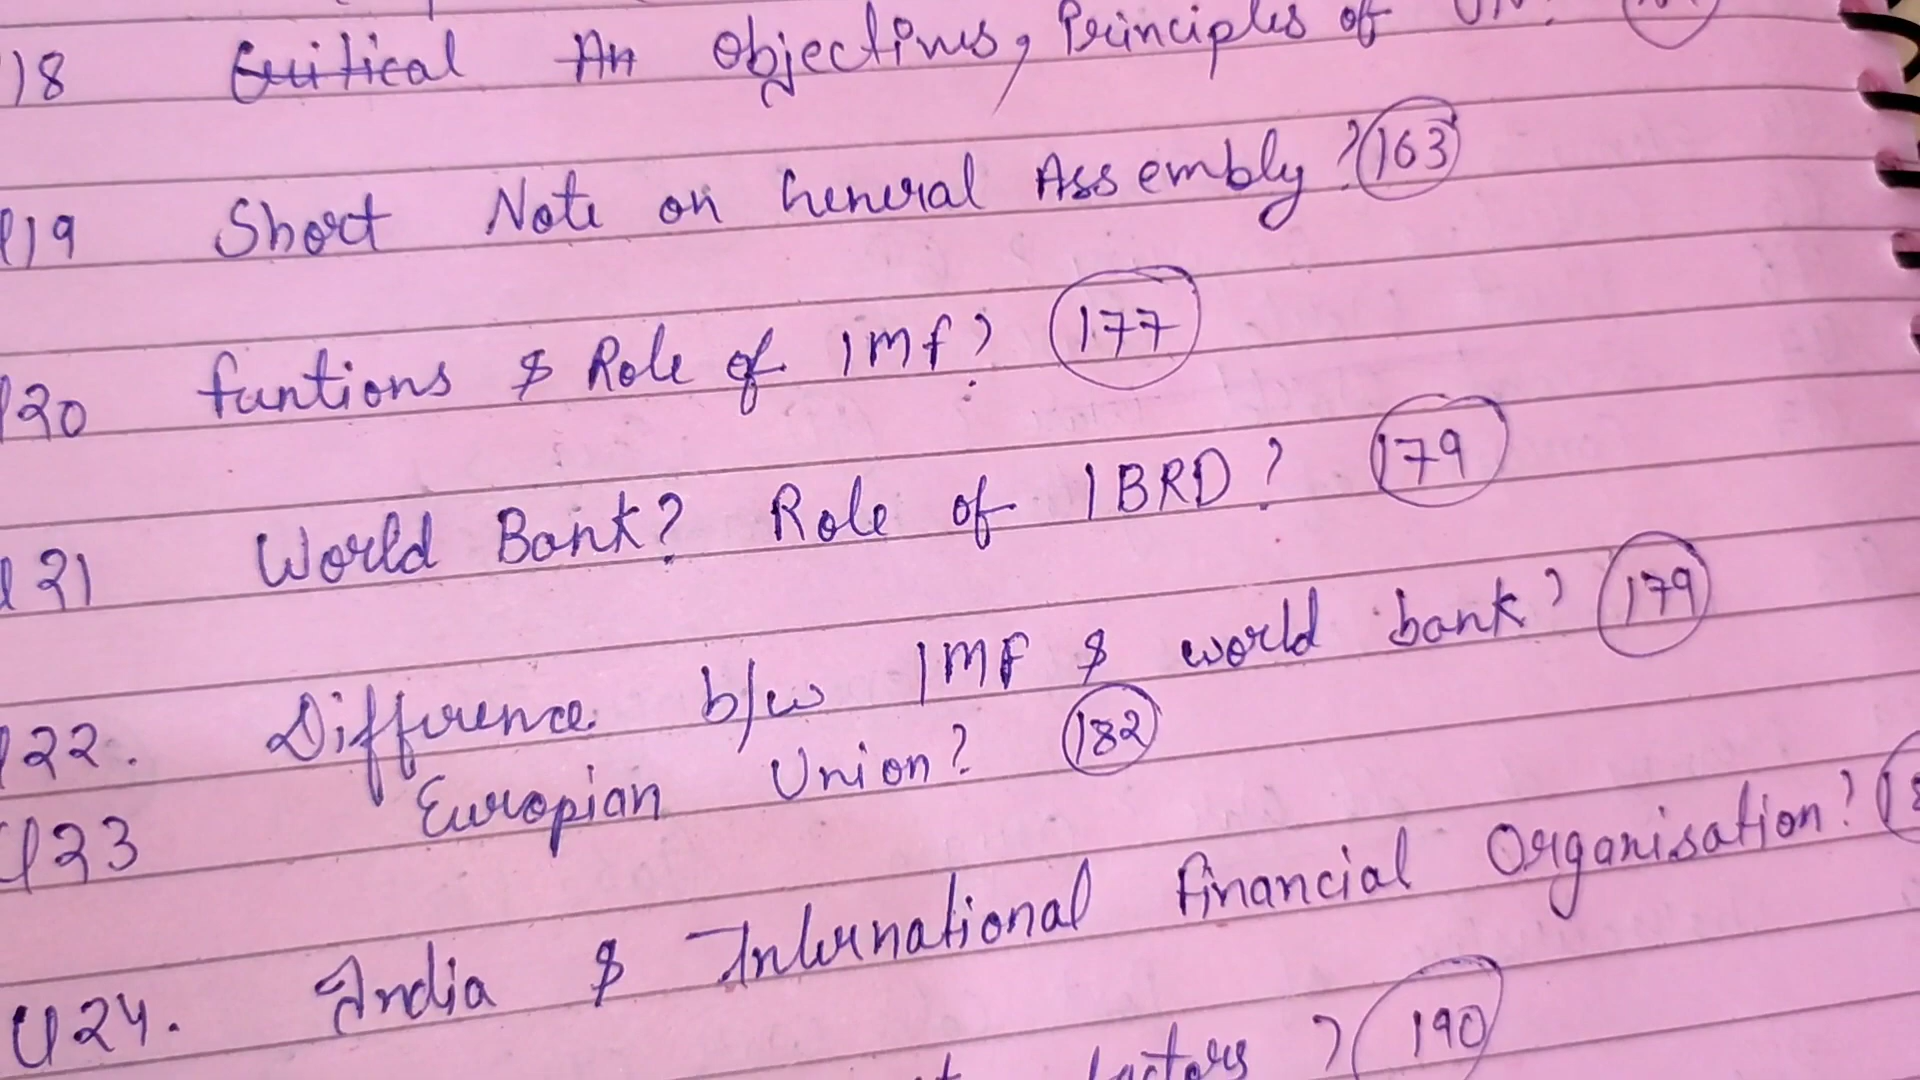 18 Critical An Objectives, Principles of UN.
Q19 Short Note on General Assembly? 163
Q20 funtions & Role of IMf? 177
Q21 World Bank? Role of IBRD? 179
Q22. Difference b/w IMF & world bank? 179
Q23 Europian Union? 182
Q24. India & International financial Organisation?
factors? 190